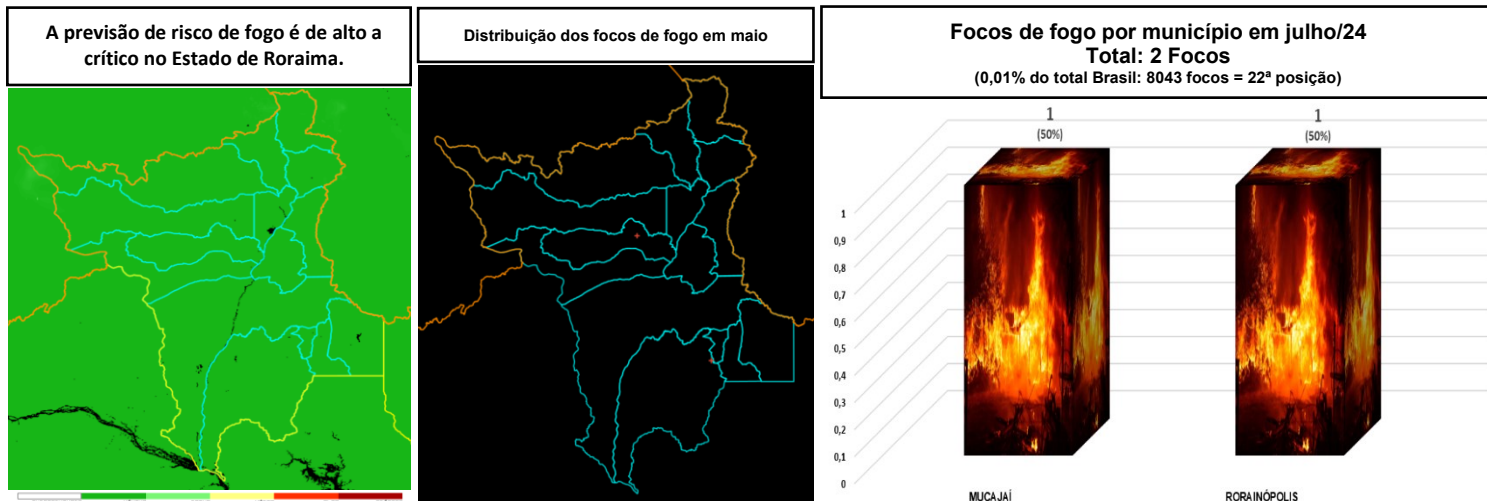 A previsão de risco de fogo é de alto a
crítico no Estado de Roraima.
Distribuição dos focos de fogo em maio
Focos de fogo por município em julho/24
Total: 2 Focos
(0,01% do total Brasil: 8043 focos = 22ª posição)
1
(50%)
1
(50%)
1
0,9
0,8
0,7
0,6
0,5
0,4
0,3
0,2
0,1
0
MUCAJAÍ
RORAINÓPOLIS